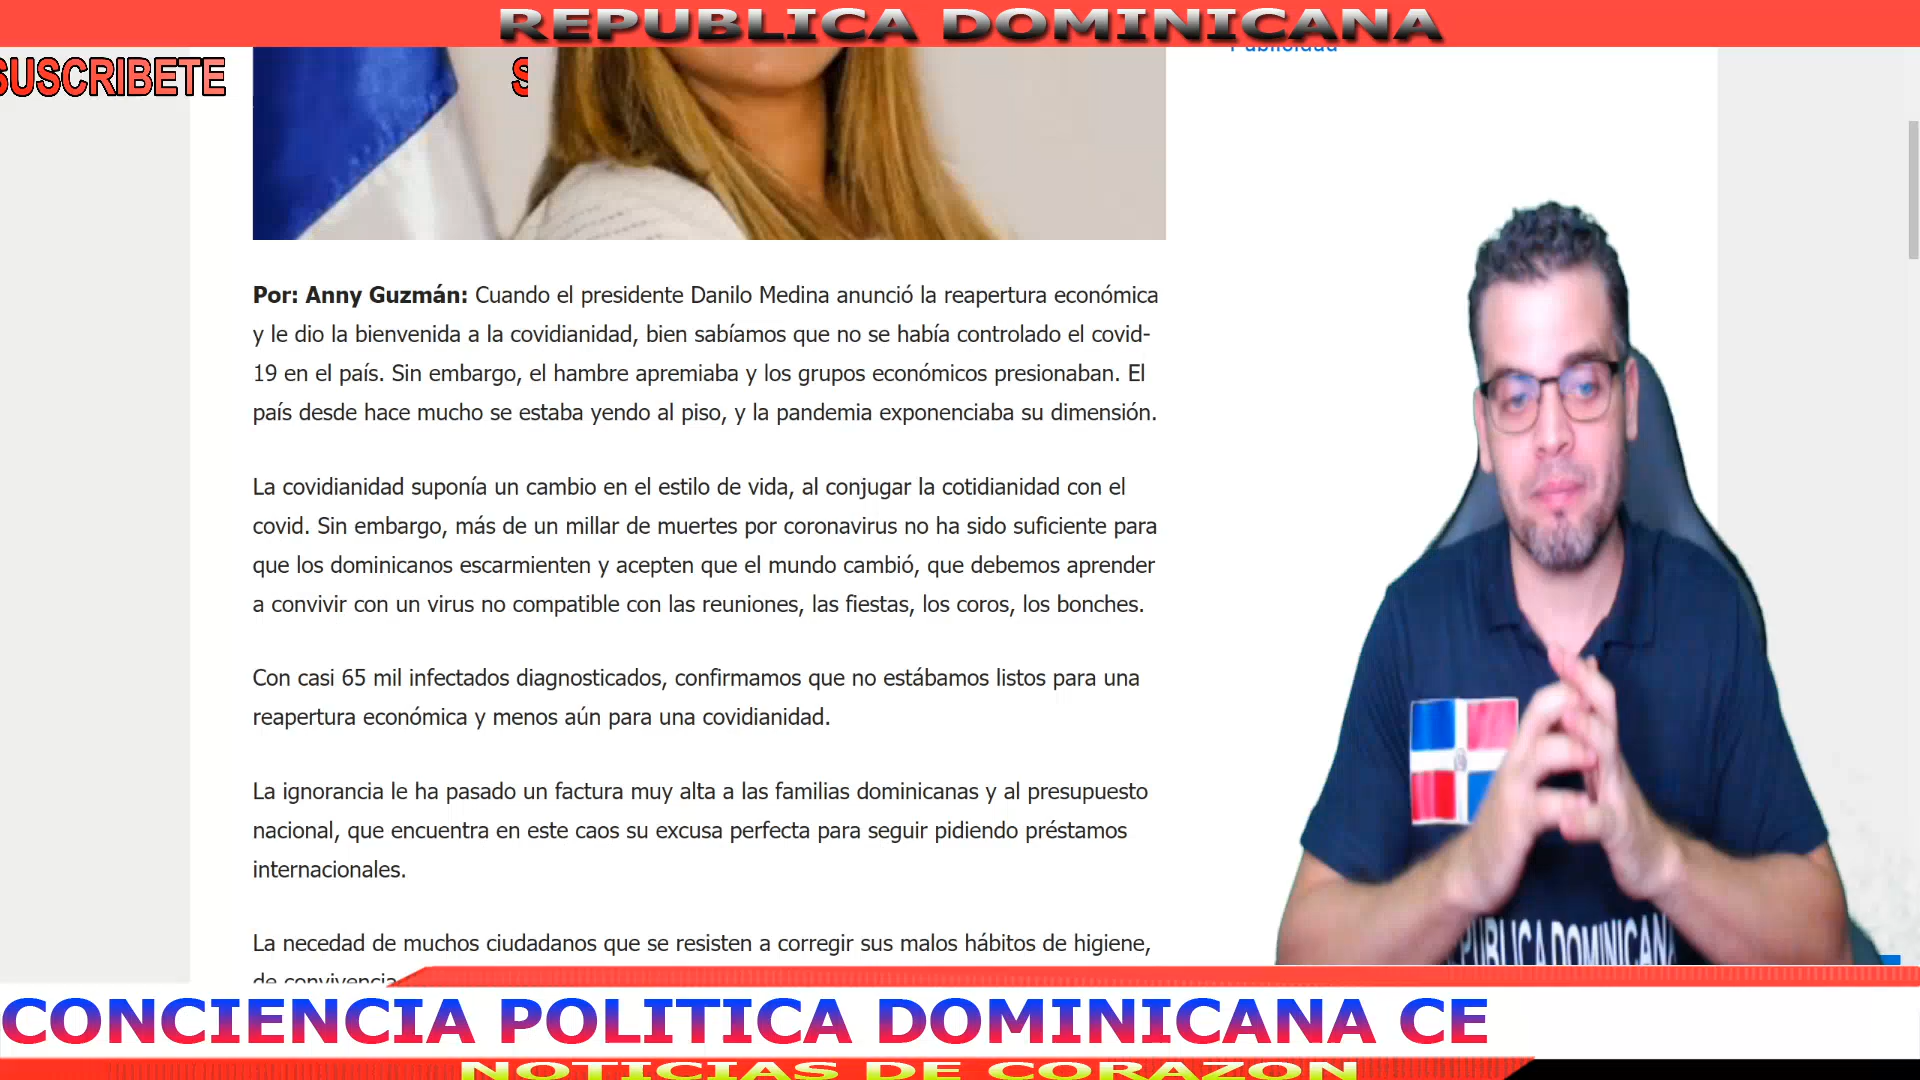 REPUBLICA DOMINICANA
Publicidad
SUSCRIBETE
S
Por: Anny Guzmán: Cuando el presidente Danilo Medina anunció la reapertura económica
y le dio la bienvenida a la covidianidad, bien sabíamos que no se había controlado el covid-
19 en el país. Sin embargo, el hambre apremiaba y los grupos económicos presionaban. El
país desde hace mucho se estaba yendo al piso, y la pandemia exponenciaba su dimensión.
La covidianidad suponía un cambio en el estilo de vida, al conjugar la cotidianidad con el
covid. Sin embargo, más de un millar de muertes por coronavirus no ha sido suficiente para
que los dominicanos escarmienten y acepten que el mundo cambió, que debemos aprender
a convivir con un virus no compatible con las reuniones, las fiestas, los coros, los bonches.
Con casi 65 mil infectados diagnosticados, confirmamos que no estábamos listos para una
reapertura económica y menos aún para una covidianidad.
La ignorancia le ha pasado un factura muy alta a las familias dominicanas y al presupuesto
nacional, que encuentra en este caos su excusa perfecta para seguir pidiendo préstamos
internacionales.
La necedad de muchos ciudadanos que se resisten a corregir sus malos hábitos de higiene,
de convivencia
REPUBLICA DOMINICANA
CONCIENCIA POLITICA DOMINICANA CE
NOTICIAS DE CORAZON